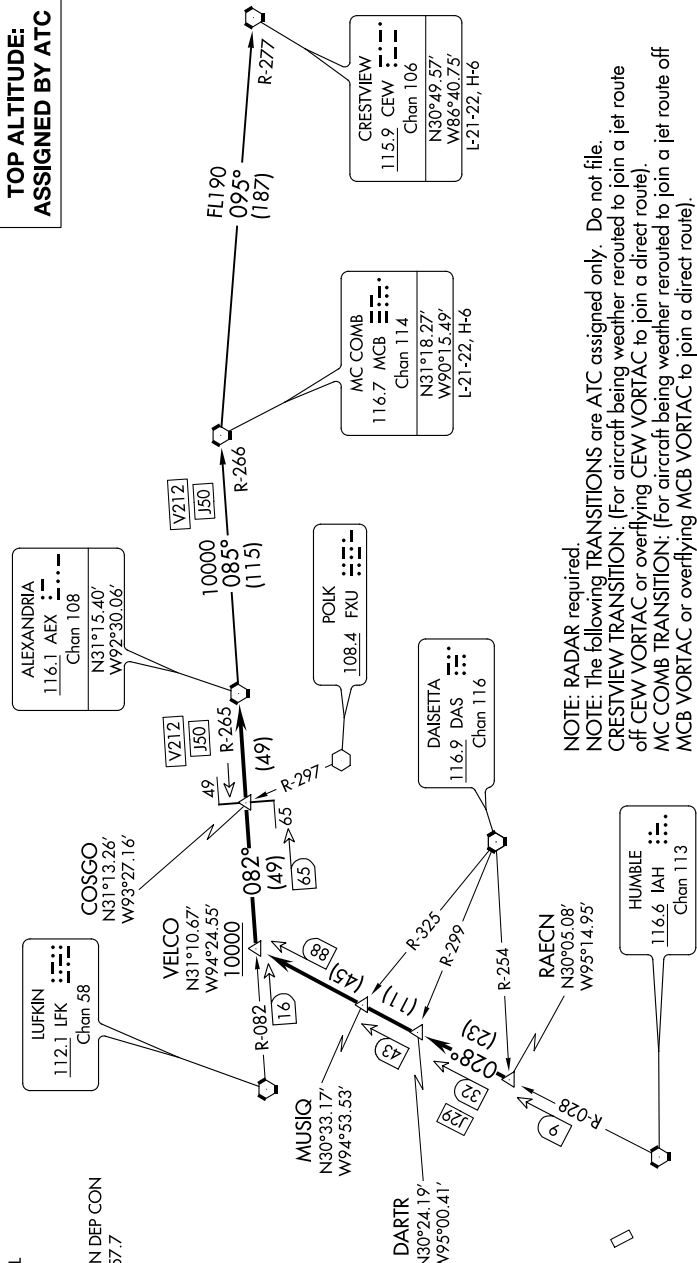 TOP ALTITUDE:
ASSIGNED BY ATC
L
N DEP CON
57.7
LUFKIN
112.1 LFK
Chan 58
ALEXANDRIA
116.1 AEX
Chan 108
N31°15.40'
W92°30.06'
COSGO
N31°13.26'
W93°27.16'
VELCO
N31°10.67'
W94°24.55'
10000
R-082
16
082°
(49)
65
65
49
R-265
(49)
V212
J50
R-297
POLK
108.4 FXU
10000
085°
(115)
V212
J50
R-266
MC COMB
116.7 MCB
Chan 114
N31°18.27'
W90°15.49'
L-21-22, H-6
FL190
095°
(187)
R-277
CRESTVIEW
115.9 CEW
Chan 106
N30°49.57'
W86°40.75'
L-21-22, H-6
MUSIQ
N30°33.17'
W94°53.53'
88
(45)
43
(11)
DARTR
N30°24.19'
W95°00.41'
R-325
R-299
R-254
DAISETTA
116.9 DAS
Chan 116
028°
(23)
32
J29
RAECN
N30°05.08'
W95°14.95'
9
R-028
HUMBLE
116.6 IAH
Chan 113
NOTE: RADAR required.
NOTE: The following TRANSITIONS are ATC assigned only. Do not file.
CRESTVIEW TRANSITION: (For aircraft being weather rerouted to join a jet route
off CEW VORTAC or overflying CEW VORTAC to join a direct route).
MC COMB TRANSITION: (For aircraft being weather rerouted to join a jet route off
MCB VORTAC or overflying MCB VORTAC to join a direct route).